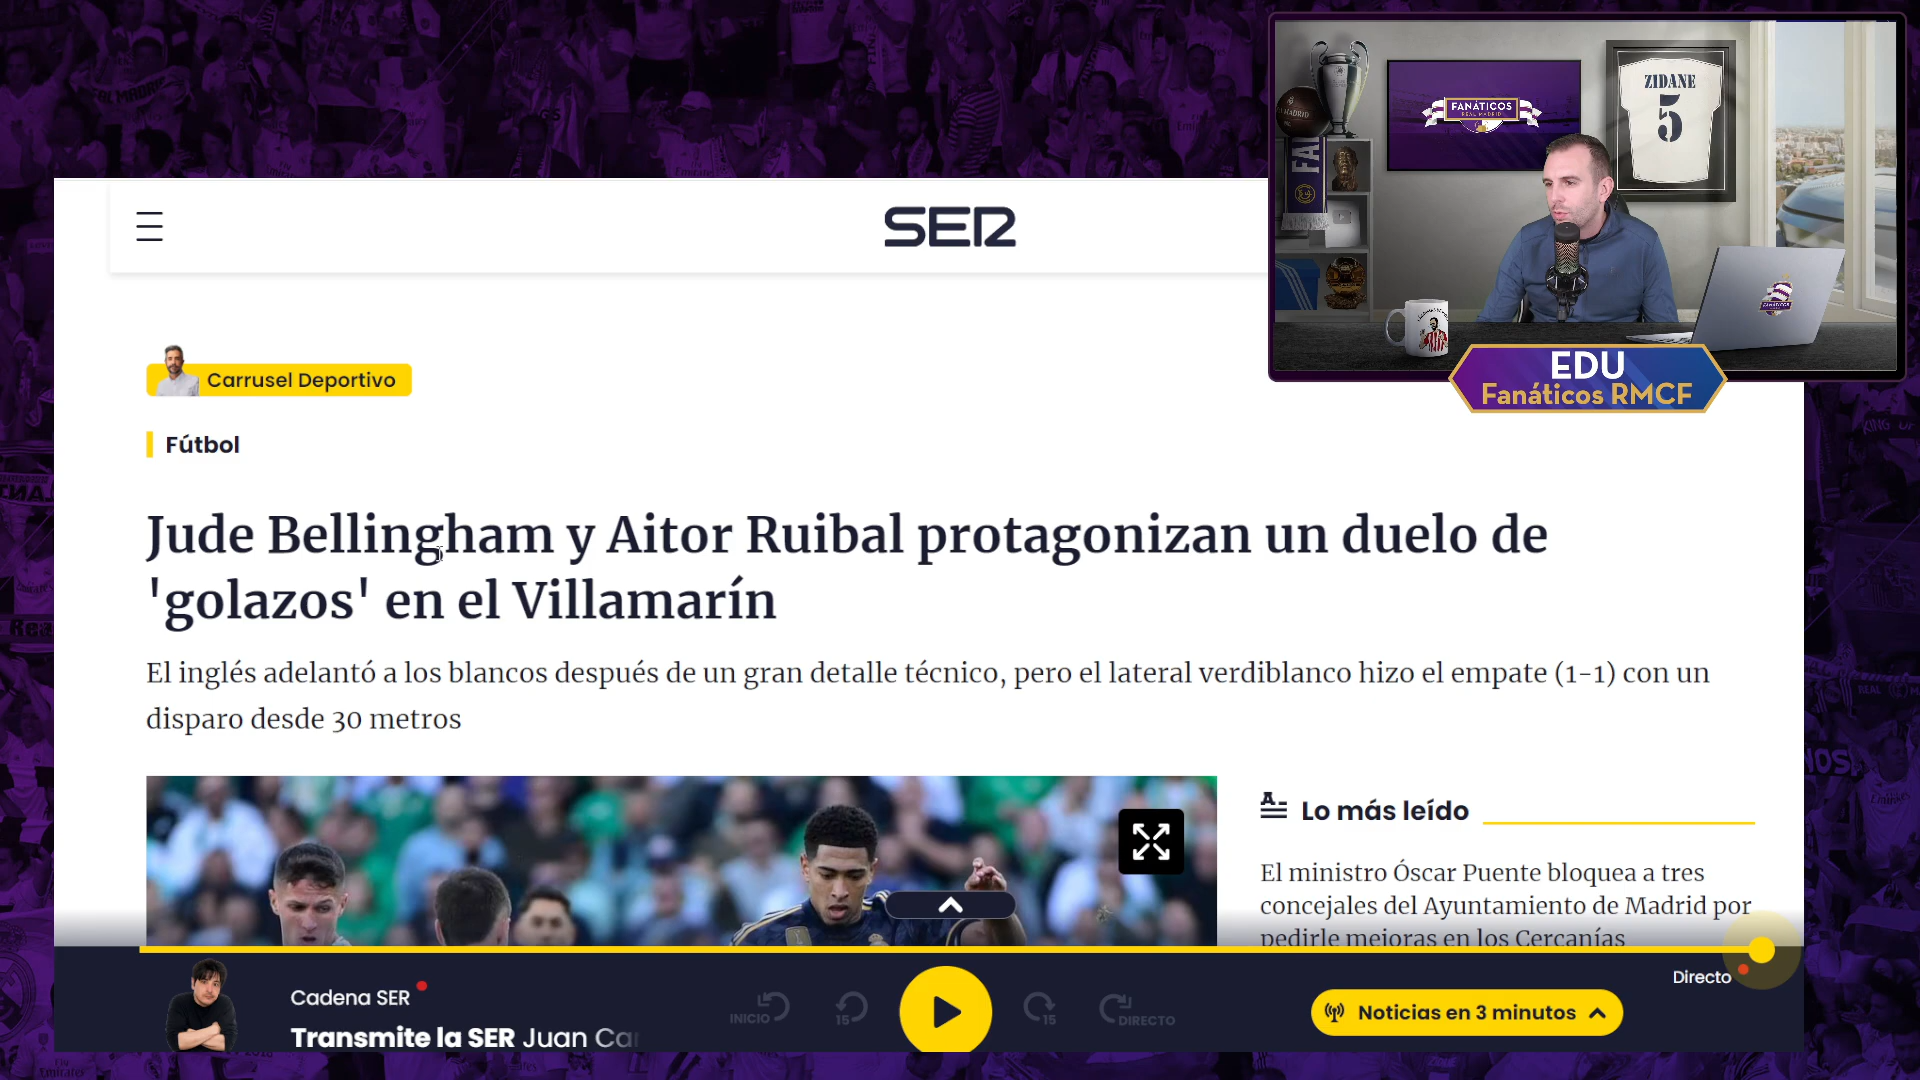 SER
Carrusel Deportivo
Fútbol
Jude Bellingham y Aitor Ruibal protagonizan un duelo de
'golazos' en el Villamarín
El inglés adelantó a los blancos después de un gran detalle técnico, pero el lateral verdiblanco hizo el empate (1-1) con un
disparo desde 30 metros
Lo más leído
El ministro Óscar Puente bloquea a tres
concejales del Ayuntamiento de Madrid por
pedirle mejoras en los Cercanías
Cadena SER
Transmite la SER Juan Ca
INICIO
15
15
DIRECTO
Directo
Noticias en 3 minutos
FANÁTICOS
REAL MADRID
ZIDANE
5
FA
EDU
Fanáticos RMCF